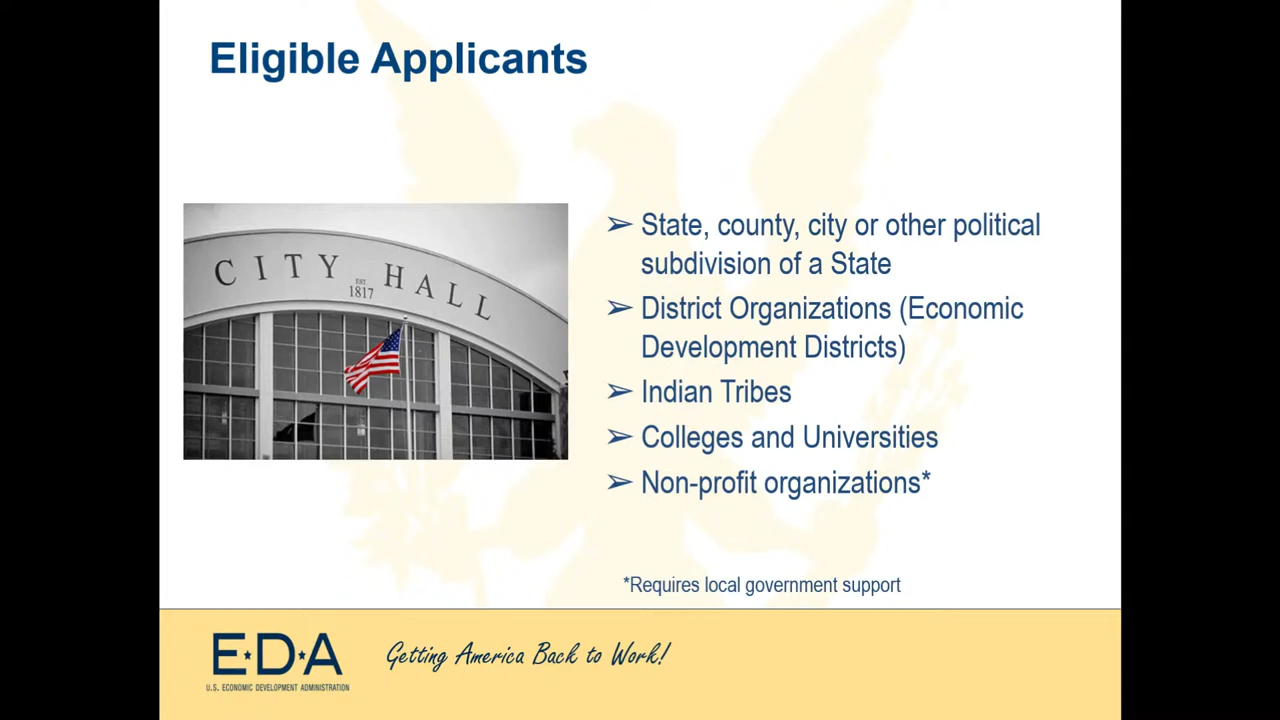 Eligible Applicants
CITY HALL
EST.
1817
➢ State, county, city or other political
subdivision of a State
➢ District Organizations (Economic
Development Districts)
➢ Indian Tribes
➢ Colleges and Universities
➢ Non-profit organizations*
*Requires local government support
E★D★A
U.S. ECONOMIC DEVELOPMENT ADMINISTRATION
Getting America Back to Work!